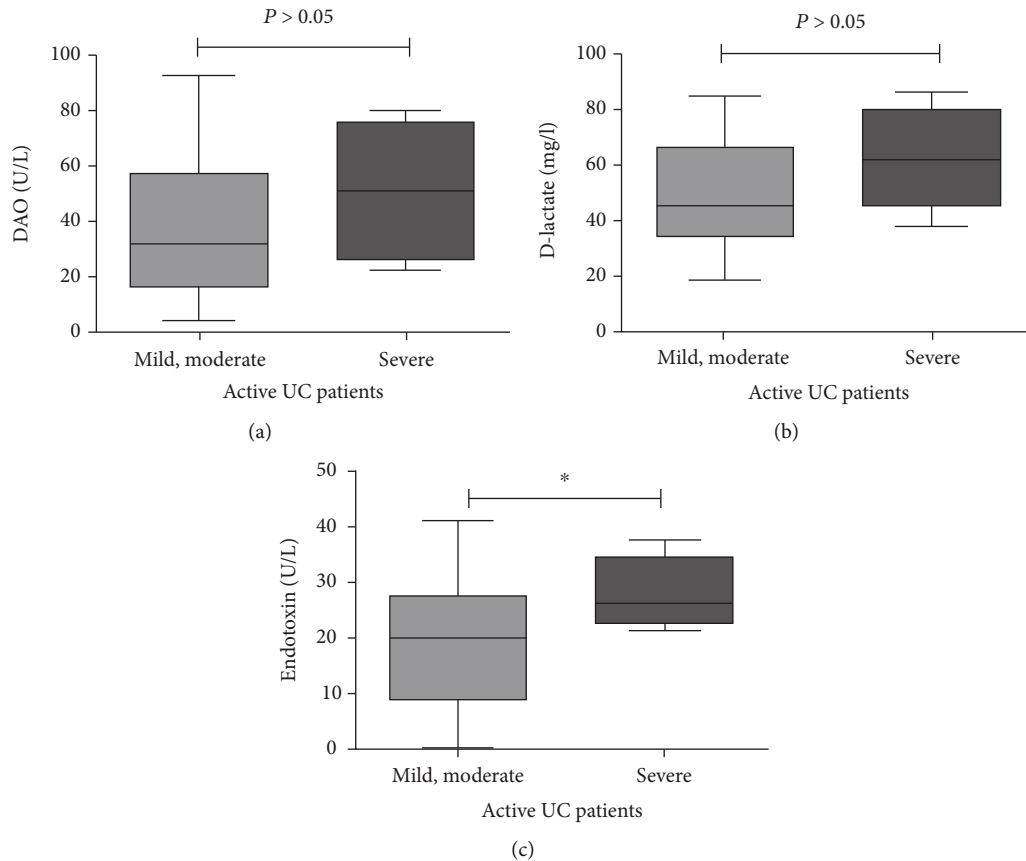 P > 0.05
100
80
60
40
20
0
DAO (U/L)
Mild, moderate Severe
Active UC patients
(a)
P > 0.05
100
80
60
40
20
0
D-lactate (mg/l)
Mild, moderate Severe
Active UC patients
(b)
*
50
40
30
20
10
0
Endotoxin (U/L)
Mild, moderate Severe
Active UC patients
(c)